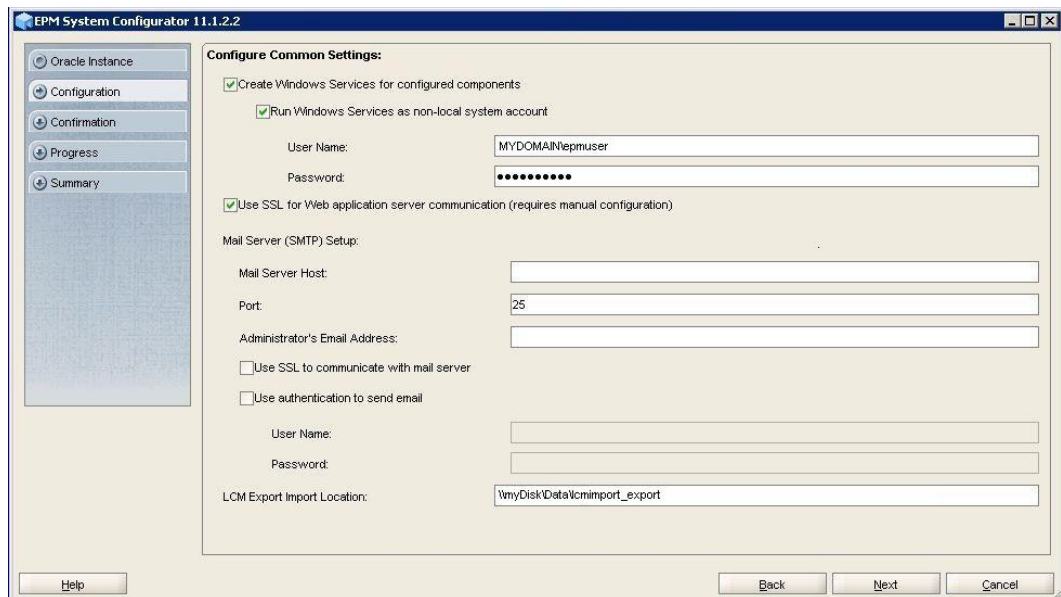 EPM System Configurator 11.1.2.2
Oracle Instance
Configuration
Confirmation
Progress
Summary
Configure Common Settings:
Create Windows Services for configured components
Run Windows Services as non-local system account
User Name: MYDOMAIN\epmuser
Password: ●●●●●●●●●●
Use SSL for Web application server communication (requires manual configuration)
Mail Server (SMTP) Setup:
Mail Server Host:
Port: 25
Administrator's Email Address:
Use SSL to communicate with mail server
Use authentication to send email
User Name:
Password:
LCM Export Import Location: \\myDisk\Data\lcmimport_export
Help Back Next Cancel